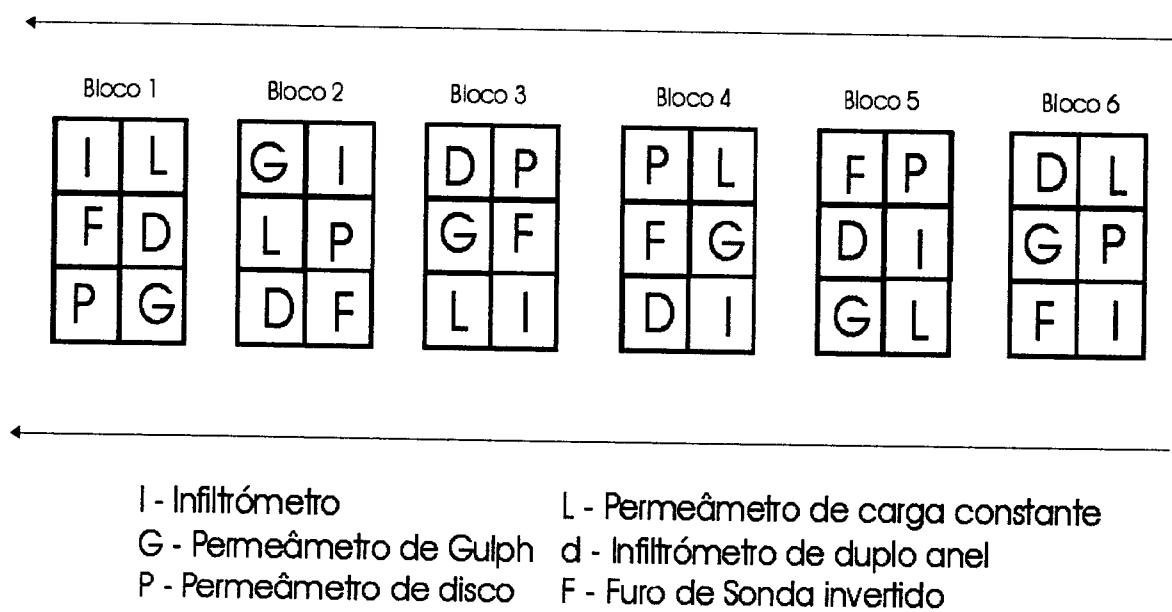 Bloco 1 Bloco 2 Bloco 3 Bloco 4 Bloco 5 Bloco 6
I L G I D P P L F P D L
F D L P G F F G D I G P
P G D F L I D I G L F I
I - Infiltrómetro L - Permeâmetro de carga constante
G - Permeâmetro de Gulph d - Infiltrómetro de duplo anel
P - Permeâmetro de disco F - Furo de Sonda invertido